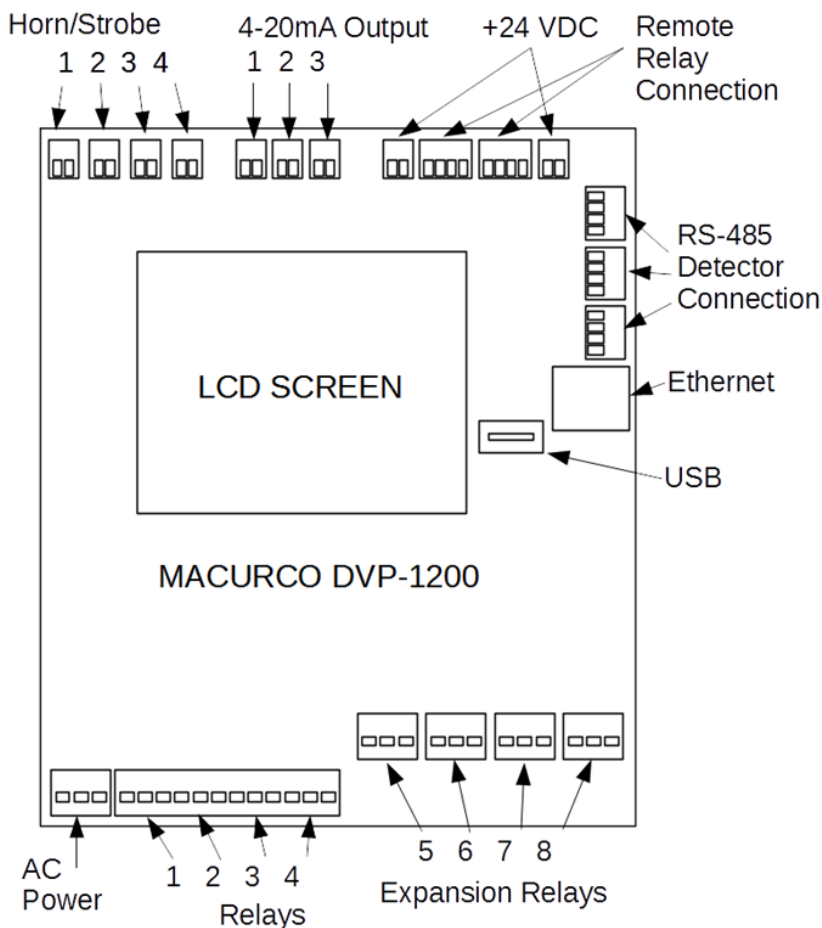 Horn/Strobe
1 2 3 4
4-20mA Output
1 2 3
+24 VDC
Remote
Relay
Connection
RS-485
Detector
Connection
Ethernet
USB
LCD SCREEN
MACURCO DVP-1200
AC
Power
1 2 3 4
Relays
5 6 7 8
Expansion Relays